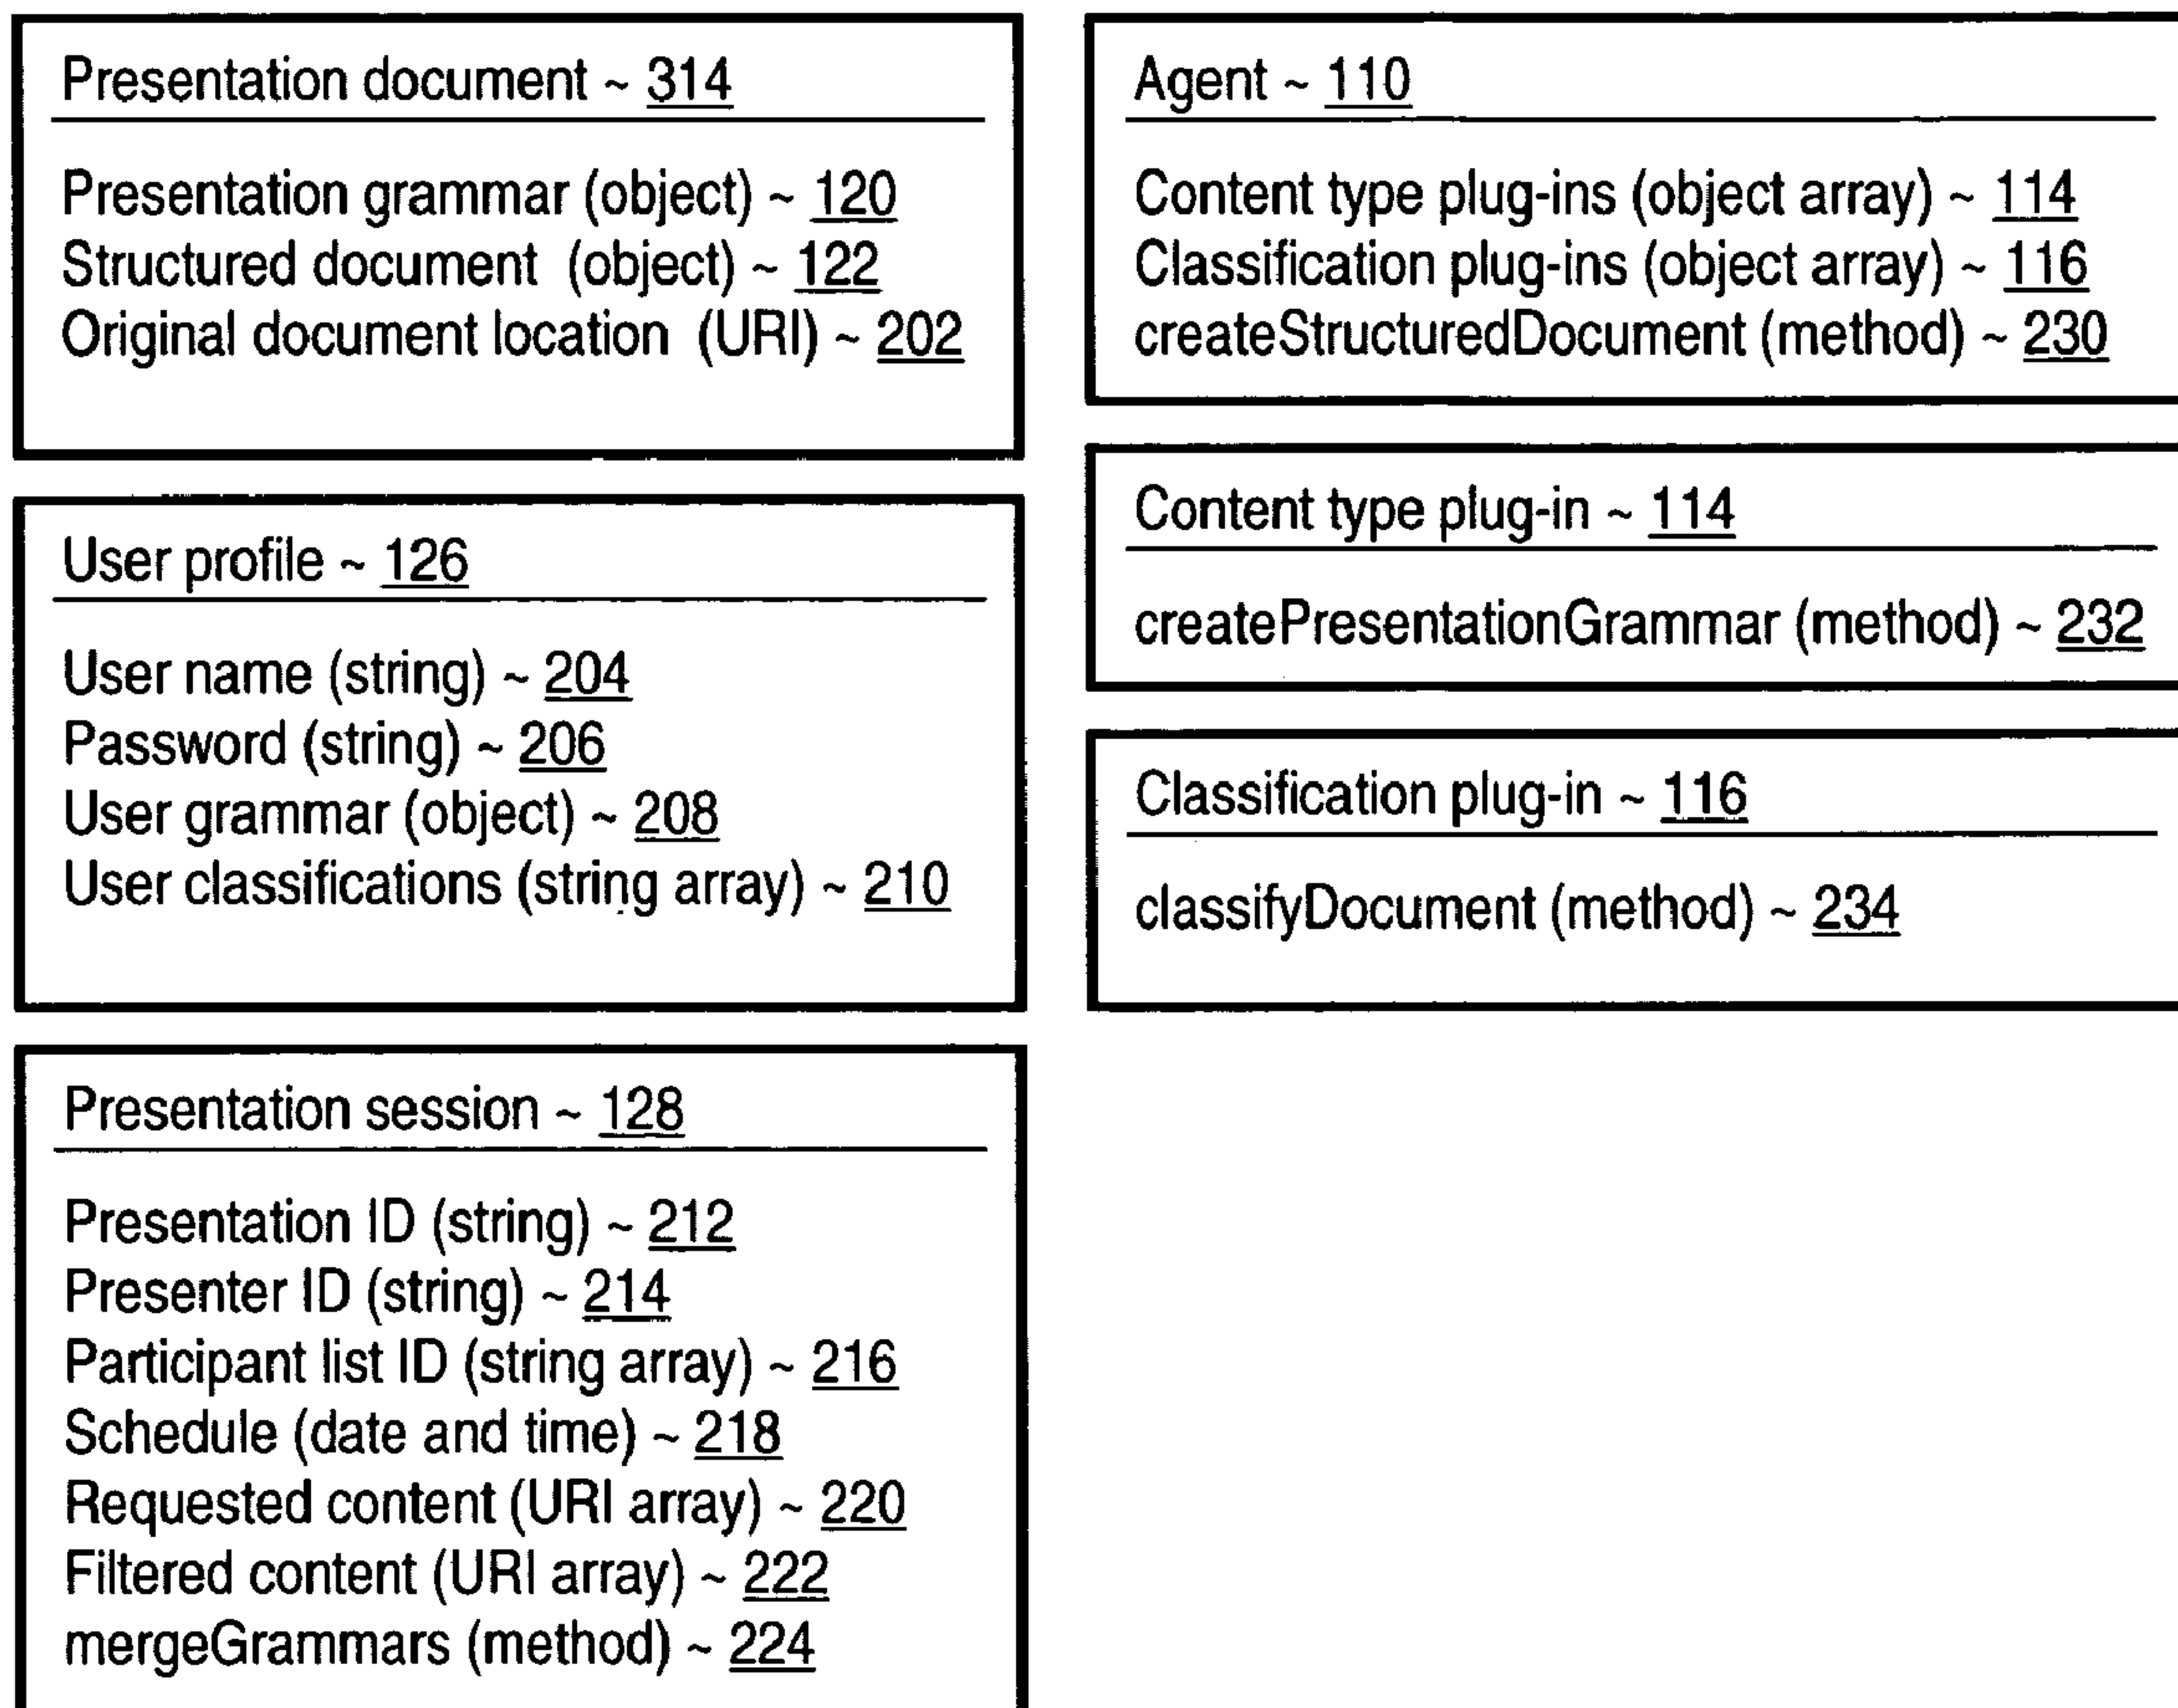 Presentation document ~ 314
Presentation grammar (object) ~ 120
Structured document (object) ~ 122
Original document location (URI) ~ 202
User profile ~ 126
User name (string) ~ 204
Password (string) ~ 206
User grammar (object) ~ 208
User classifications (string array) ~ 210
Presentation session ~ 128
Presentation ID (string) ~ 212
Presenter ID (string) ~ 214
Participant list ID (string array) ~ 216
Schedule (date and time) ~ 218
Requested content (URI array) ~ 220
Filtered content (URI array) ~ 222
mergeGrammars (method) ~ 224
Agent ~ 110
Content type plug-ins (object array) ~ 114
Classification plug-ins (object array) ~ 116
createStructuredDocument (method) ~ 230
Content type plug-in ~ 114
createPresentationGrammar (method) ~ 232
Classification plug-in ~ 116
classifyDocument (method) ~ 234